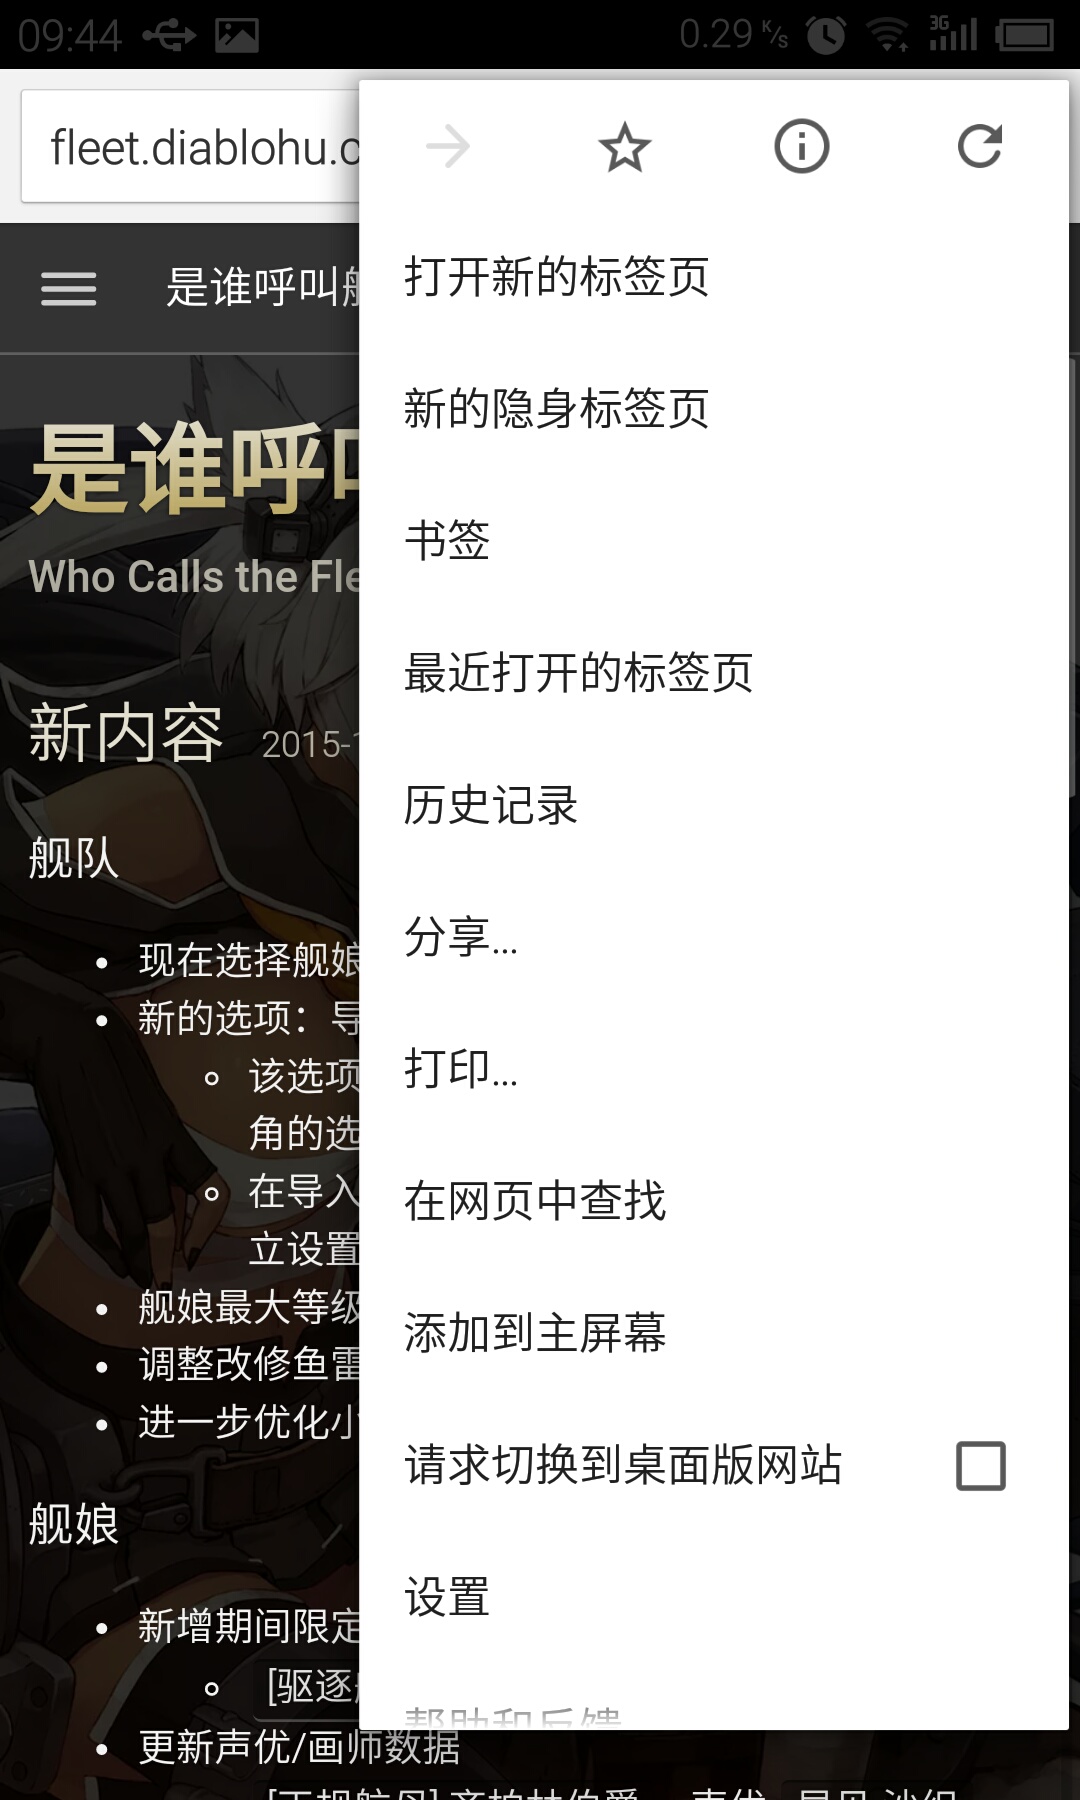 09:44
0.29 K/s
3G
fleet.diablohu.c
是谁呼叫
是谁呼
Who Calls the Fle
新内容 2015-1
舰队
现在选择舰娘
新的选项：导
该选项
角的选
在导入
立设置
舰娘最大等级
调整改修鱼雷
进一步优化小
舰娘
新增期间限定
[驱逐
更新声优/画师数据
打开新的标签页
新的隐身标签页
书签
最近打开的标签页
历史记录
分享...
打印...
在网页中查找
添加到主屏幕
请求切换到桌面版网站
设置
帮助和反馈